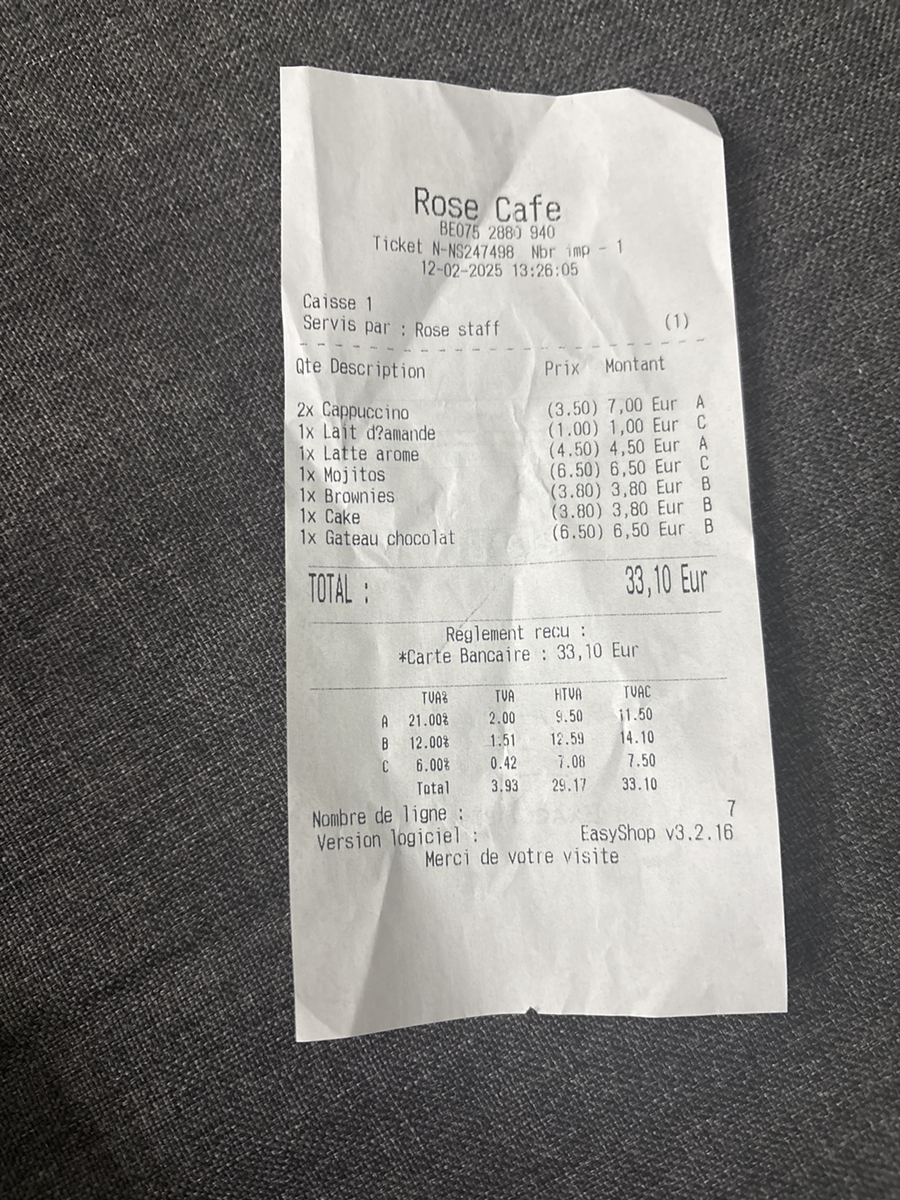 Rose Cafe
BE075 2880 940
Ticket N-NS247498 Nbr imp - 1
12-02-2025 13:26:05
Caisse 1
Servis par : Rose staff (1)
Qte Description Prix Montant
2x Cappuccino (3.50) 7,00 Eur A
1x Lait d?amande (1.00) 1,00 Eur C
1x Latte arome (4.50) 4,50 Eur A
1x Mojitos (6.50) 6,50 Eur C
1x Brownies (3.80) 3,80 Eur B
1x Cake (3.80) 3,80 Eur B
1x Gateau chocolat (6.50) 6,50 Eur B
TOTAL : 33,10 Eur
Réglement recu :
*Carte Bancaire : 33,10 Eur
TVA% TVA HTVA TVAC
A 21.00% 2.00 9.50 11.50
B 12.00% 1.51 12.59 14.10
C 6.00% 0.42 7.08 7.50
Total 3.93 29.17 33.10
Nombre de ligne : 7
Version logiciel : EasyShop v3.2.16
Merci de votre visite